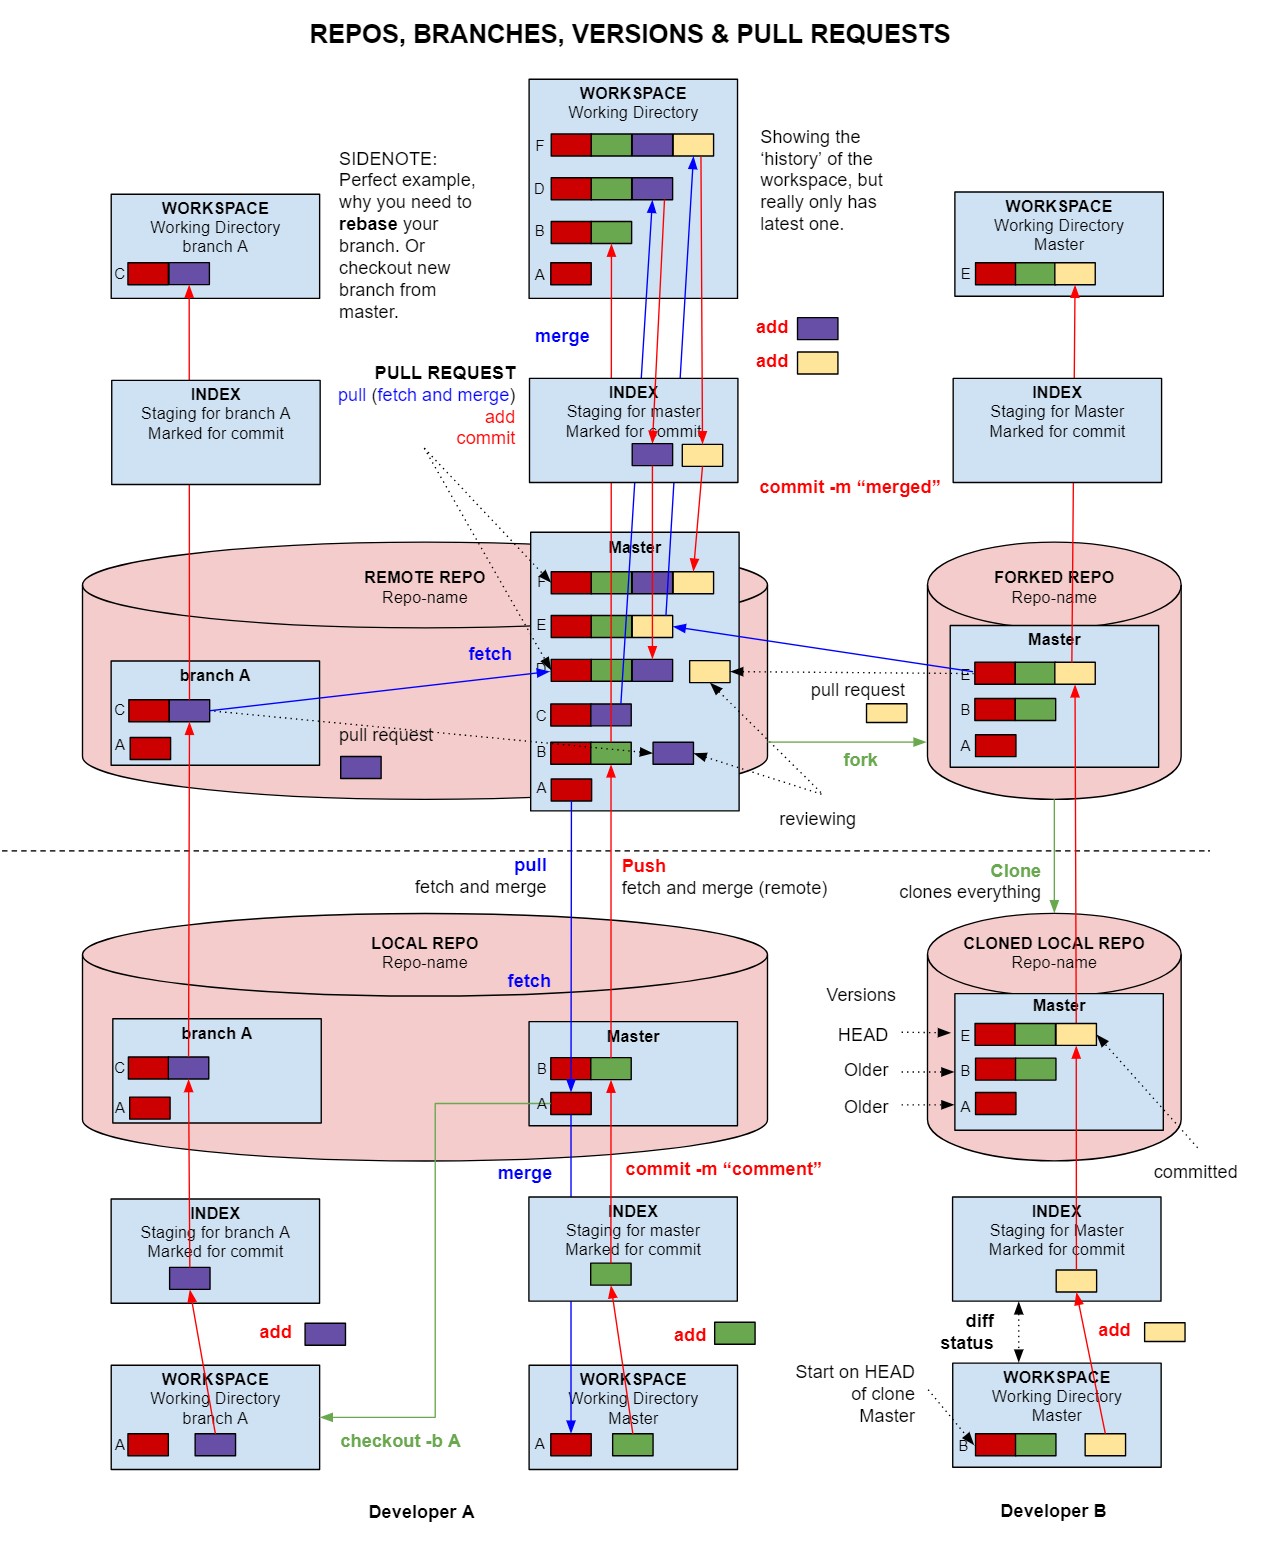 REPOS, BRANCHES, VERSIONS & PULL REQUESTS
WORKSPACE
Working Directory
F
D
B
A
Showing the
‘history’ of the
workspace, but
really only has
latest one.
SIDENOTE:
Perfect example,
why you need to
rebase your
branch. Or
checkout new
branch from
master.
WORKSPACE
Working Directory
branch A
C
WORKSPACE
Working Directory
Master
E
merge
add
add
PULL REQUEST
pull (fetch and merge)
add
commit
INDEX
Staging for branch A
Marked for commit
INDEX
Staging for master
Marked for commit
INDEX
Staging for Master
Marked for commit
commit -m “merged”
REMOTE REPO
Repo-name
Master
F
E
D
C
B
A
fetch
branch A
C
A
pull request
pull request
fork
reviewing
FORKED REPO
Repo-name
Master
E
B
A
pull
fetch and merge
Push
fetch and merge (remote)
Clone
clones everything
LOCAL REPO
Repo-name
fetch
branch A
C
A
Master
B
A
CLONED LOCAL REPO
Repo-name
Versions
HEAD
Older
Older
Master
E
B
A
committed
merge
commit -m “comment”
INDEX
Staging for branch A
Marked for commit
INDEX
Staging for master
Marked for commit
INDEX
Staging for Master
Marked for commit
add
add
diff
status
add
WORKSPACE
Working Directory
branch A
A
checkout -b A
WORKSPACE
Working Directory
Master
A
Start on HEAD
of clone
Master
WORKSPACE
Working Directory
Master
B
Developer A
Developer B